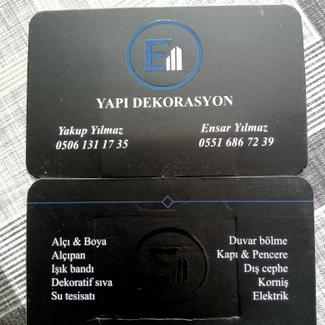 E
YAPI DEKORASYON
Yakup Yılmaz
0506 131 17 35
Ensar Yılmaz
0551 686 72 39
Alçı & Boya
Alçıpan
Işık bandı
Dekoratif sıva
Su tesisatı
Duvar bölme
Kapı & Pencere
Dış cephe
Korniş
Elektrik